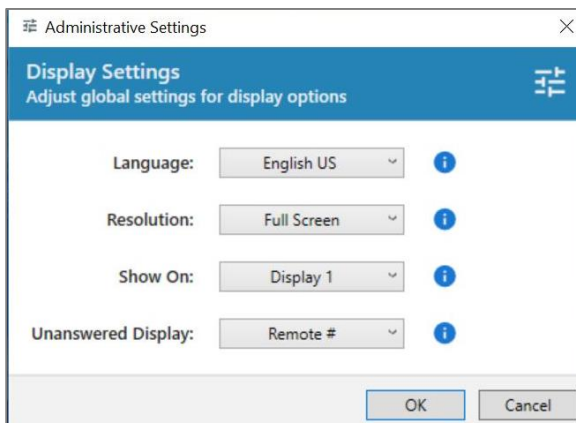 Administrative Settings
Display Settings
Adjust global settings for display options
Language: English US
Resolution: Full Screen
Show On: Display 1
Unanswered Display: Remote #
OK Cancel